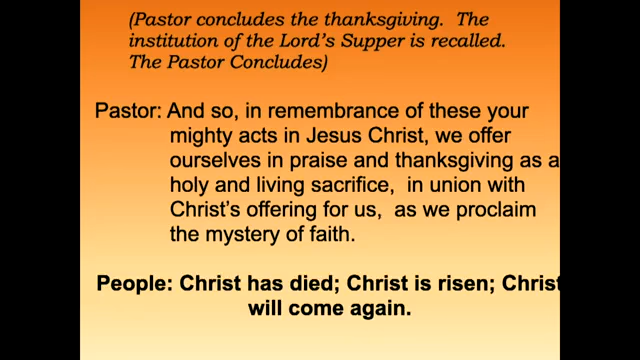 (Pastor concludes the thanksgiving. The
institution of the Lord's Supper is recalled.
The Pastor Concludes)
Pastor: And so, in remembrance of these your
mighty acts in Jesus Christ, we offer
ourselves in praise and thanksgiving as a
holy and living sacrifice, in union with
Christ's offering for us, as we proclaim
the mystery of faith.
People: Christ has died; Christ is risen; Christ
will come again.